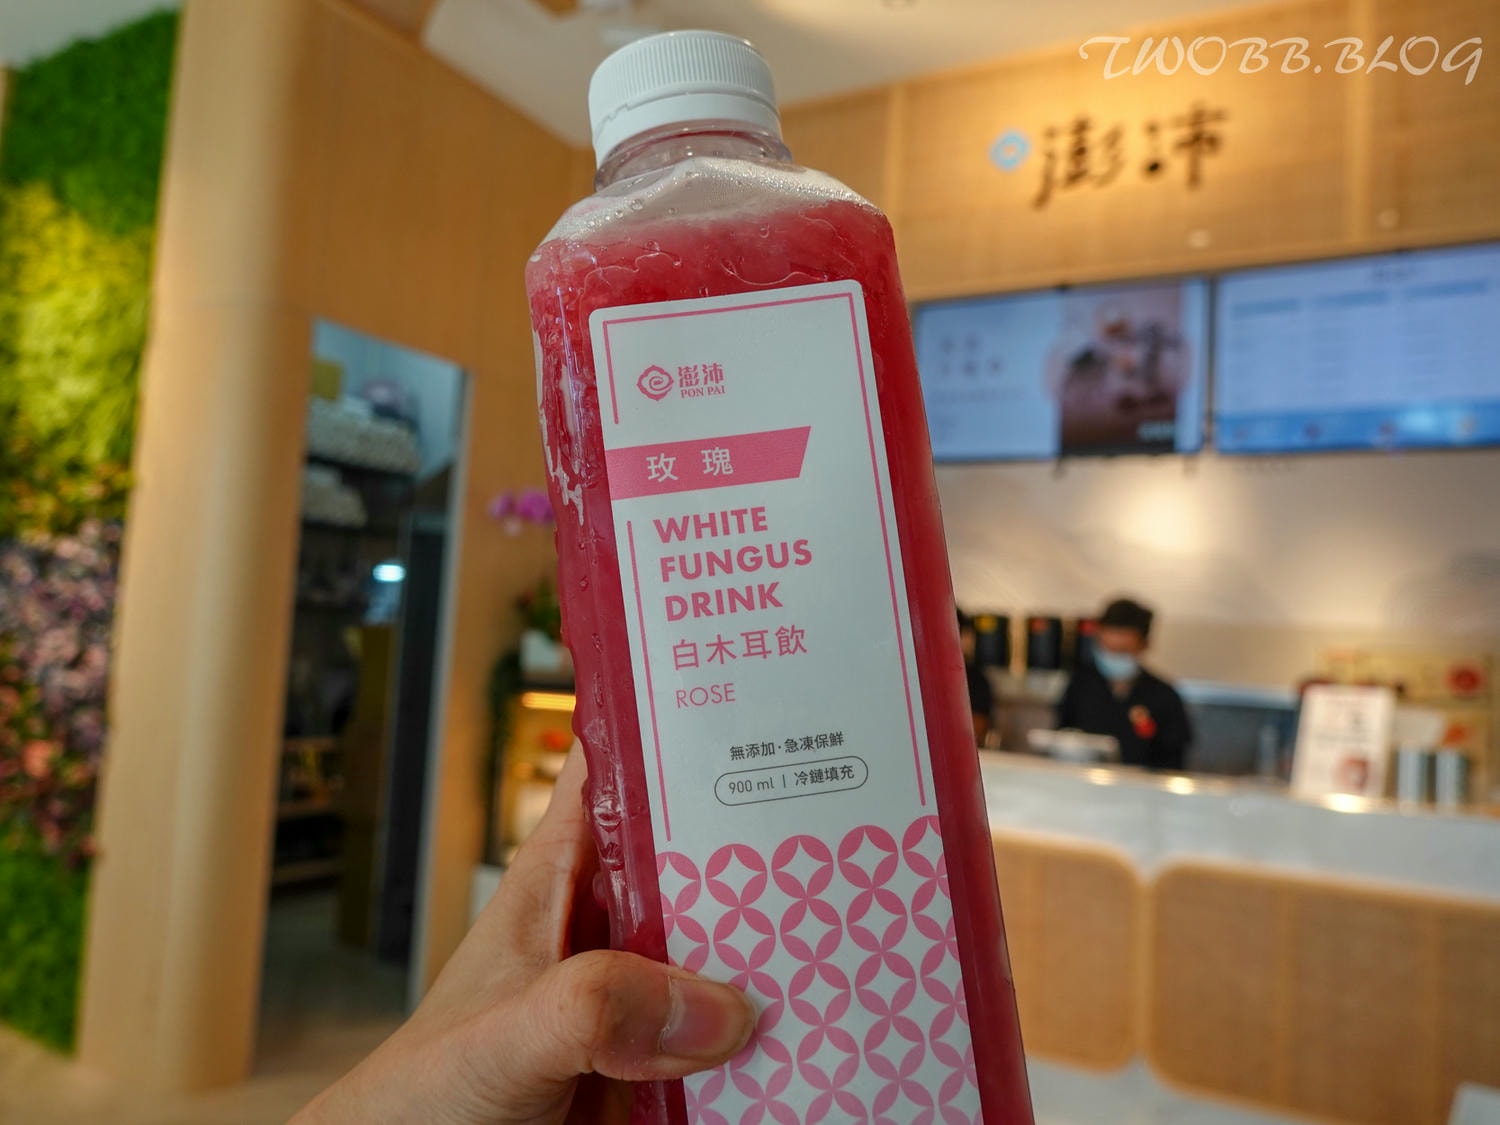 TWOBB.BLOG
澎沛
澎沛
PON PAI
玫瑰
WHITE
FUNGUS
DRINK
白木耳飲
ROSE
無添加·急凍保鮮
900 ml | 冷鏈填充